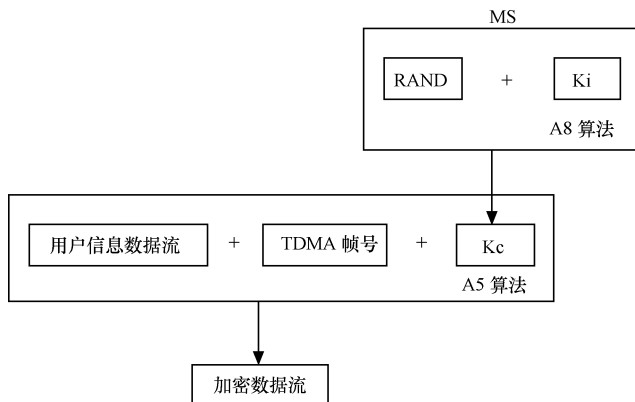 MS
RAND + Ki
A8 算法
用户信息数据流 + TDMA 帧号 + Kc
A5 算法
加密数据流